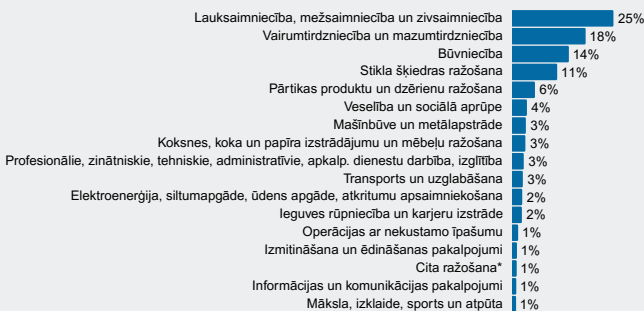 Lauksaimniecība, mežsaimniecība un zivsaimniecība 25%
Vairumtirdzniecība un mazumtirdzniecība 18%
Būvniecība 14%
Stikla šķiedras ražošana 11%
Pārtikas produktu un dzērienu ražošana 6%
Veselība un sociālā aprūpe 4%
Mašīnbūve un metālapstrāde 3%
Koksnes, koka un papīra izstrādājumu un mēbeļu ražošana 3%
Profesionālie, zinātniskie, tehniskie, administratīvie, apkalp. dienestu darbība, izglītība 3%
Transports un uzglabāšana 3%
Elektroenerģija, siltumapgāde, ūdens apgāde, atkritumu apsaimniekošana 2%
Ieguves rūpniecība un karjeru izstrāde 2%
Operācijas ar nekustamo īpašumu 1%
Izmitināšana un ēdināšanas pakalpojumi 1%
Cita ražošana* 1%
Informācijas un komunikācijas pakalpojumi 1%
Māksla, izklaide, sports un atpūta 1%